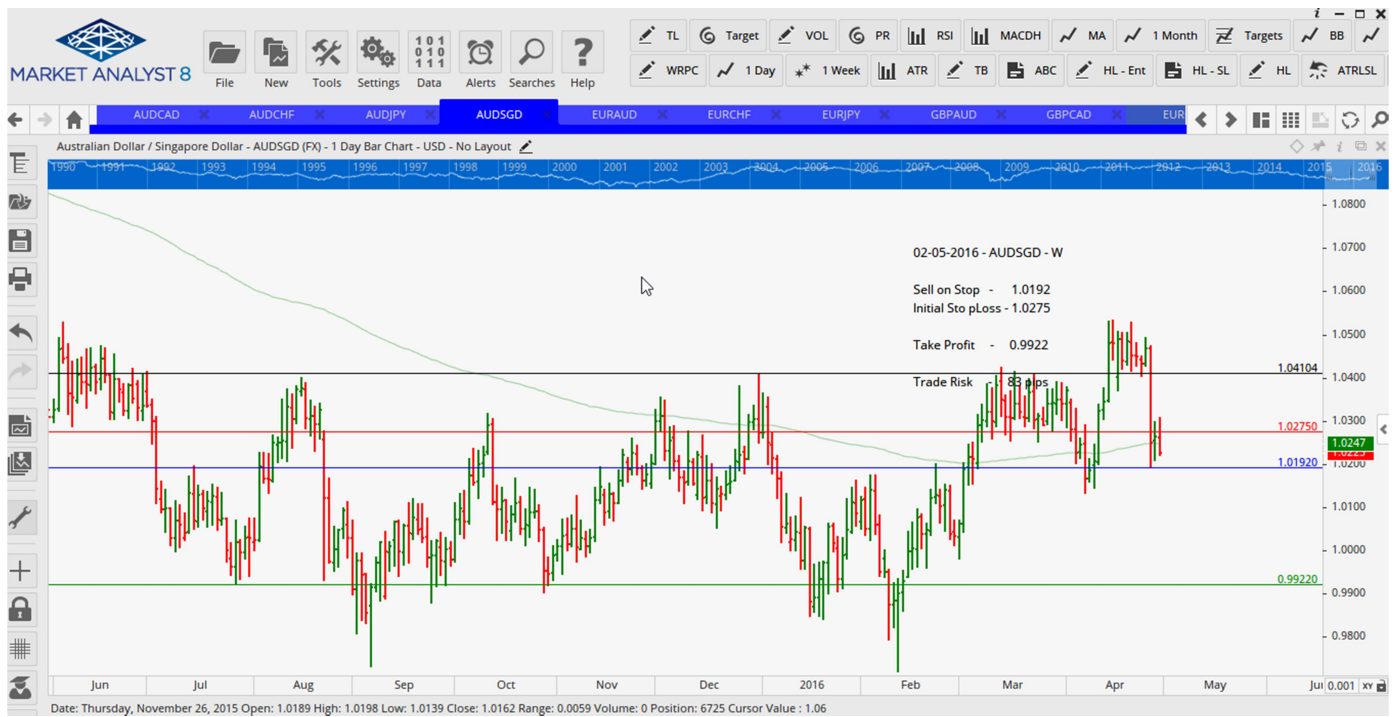 i
TL Target VOL PR RSI MACDH MA 1 Month Targets BB
MARKET ANALYST 8
File New Tools Settings Data Alerts Searches Help
101
010
111
WRPC 1 Day 1 Week ATR TB ABC HL - Ent HL - SL HL ATRLSL
AUDCAD AUDCHF AUDJPY AUDSGD EURAUD EURCHF EURJPY GBPAUD GBPCAD EUR
Australian Dollar / Singapore Dollar - AUDSGD (FX) - 1 Day Bar Chart - USD - No Layout
1990 1991 1992 1993 1994 1995 1996 1997 1998 1999 2000 2001 2002 2003 2004 2005 2006 2007 2008 2009 2010 2011 2012 2013 2014 2015 2016
1.0800
02-05-2016 - AUDSGD - W
1.0700
Sell on Stop - 1.0192
1.0600
Initial Sto pLoss - 1.0275
1.0500
Take Profit - 0.9922
1.04104
Trade Risk - 83 pips
1.0400
1.0300
1.02750
1.0247
1.0225
1.01920
1.0200
1.0100
1.0000
0.99220
0.9900
0.9800
Jun Jul Aug Sep Oct Nov Dec 2016 Feb Mar Apr May Ju 0.001 XY
Date: Thursday, November 26, 2015 Open: 1.0189 High: 1.0198 Low: 1.0139 Close: 1.0162 Range: 0.0059 Volume: 0 Position: 6725 Cursor Value : 1.06